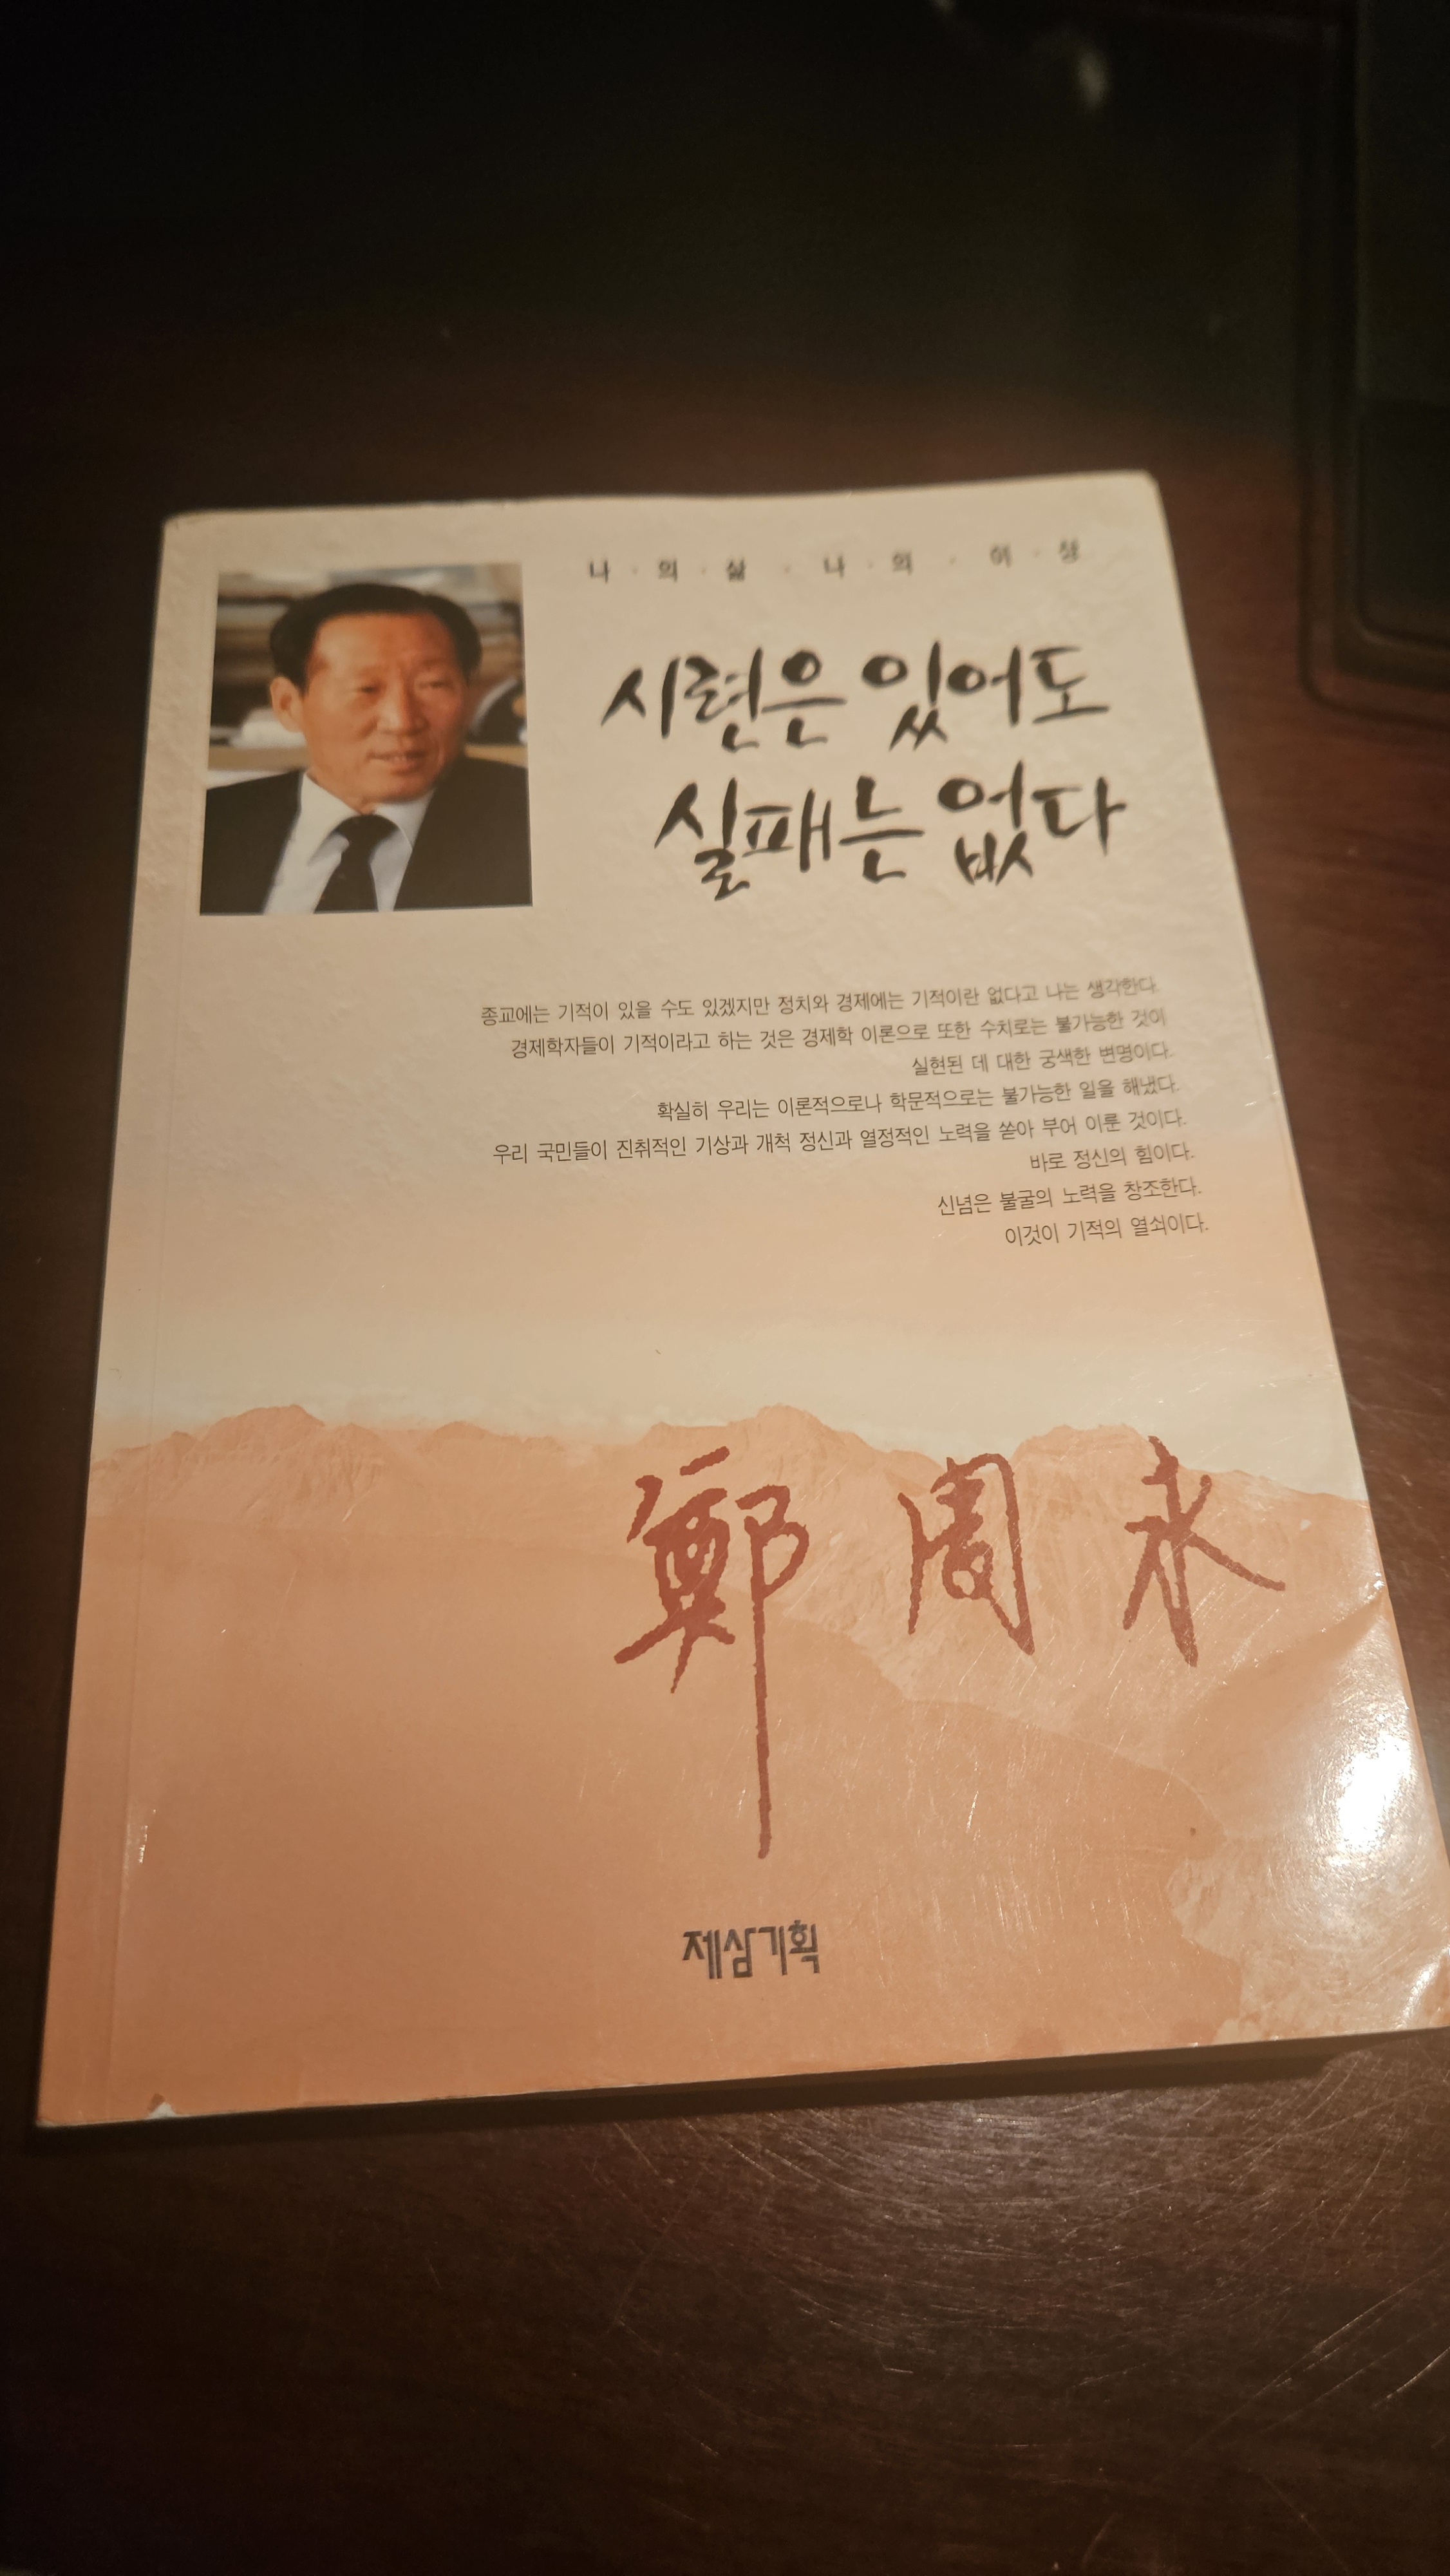 나·의·삶·나·의·이·상
시련은 있어도
실패는 없다
종교에는 기적이 있을 수도 있겠지만 정치와 경제에는 기적이란 없다고 나는 생각한다.
경제학자들이 기적이라고 하는 것은 경제학 이론으로 또한 수치로는 불가능한 것이
실현된 데 대한 궁색한 변명이다.
확실히 우리는 이론적으로나 학문적으로는 불가능한 일을 해냈다.
우리 국민들이 진취적인 기상과 개척 정신과 열정적인 노력을 쏟아 부어 이룬 것이다.
바로 정신의 힘이다.
신념은 불굴의 노력을 창조한다.
이것이 기적의 열쇠이다.
鄭周永
제삼기획